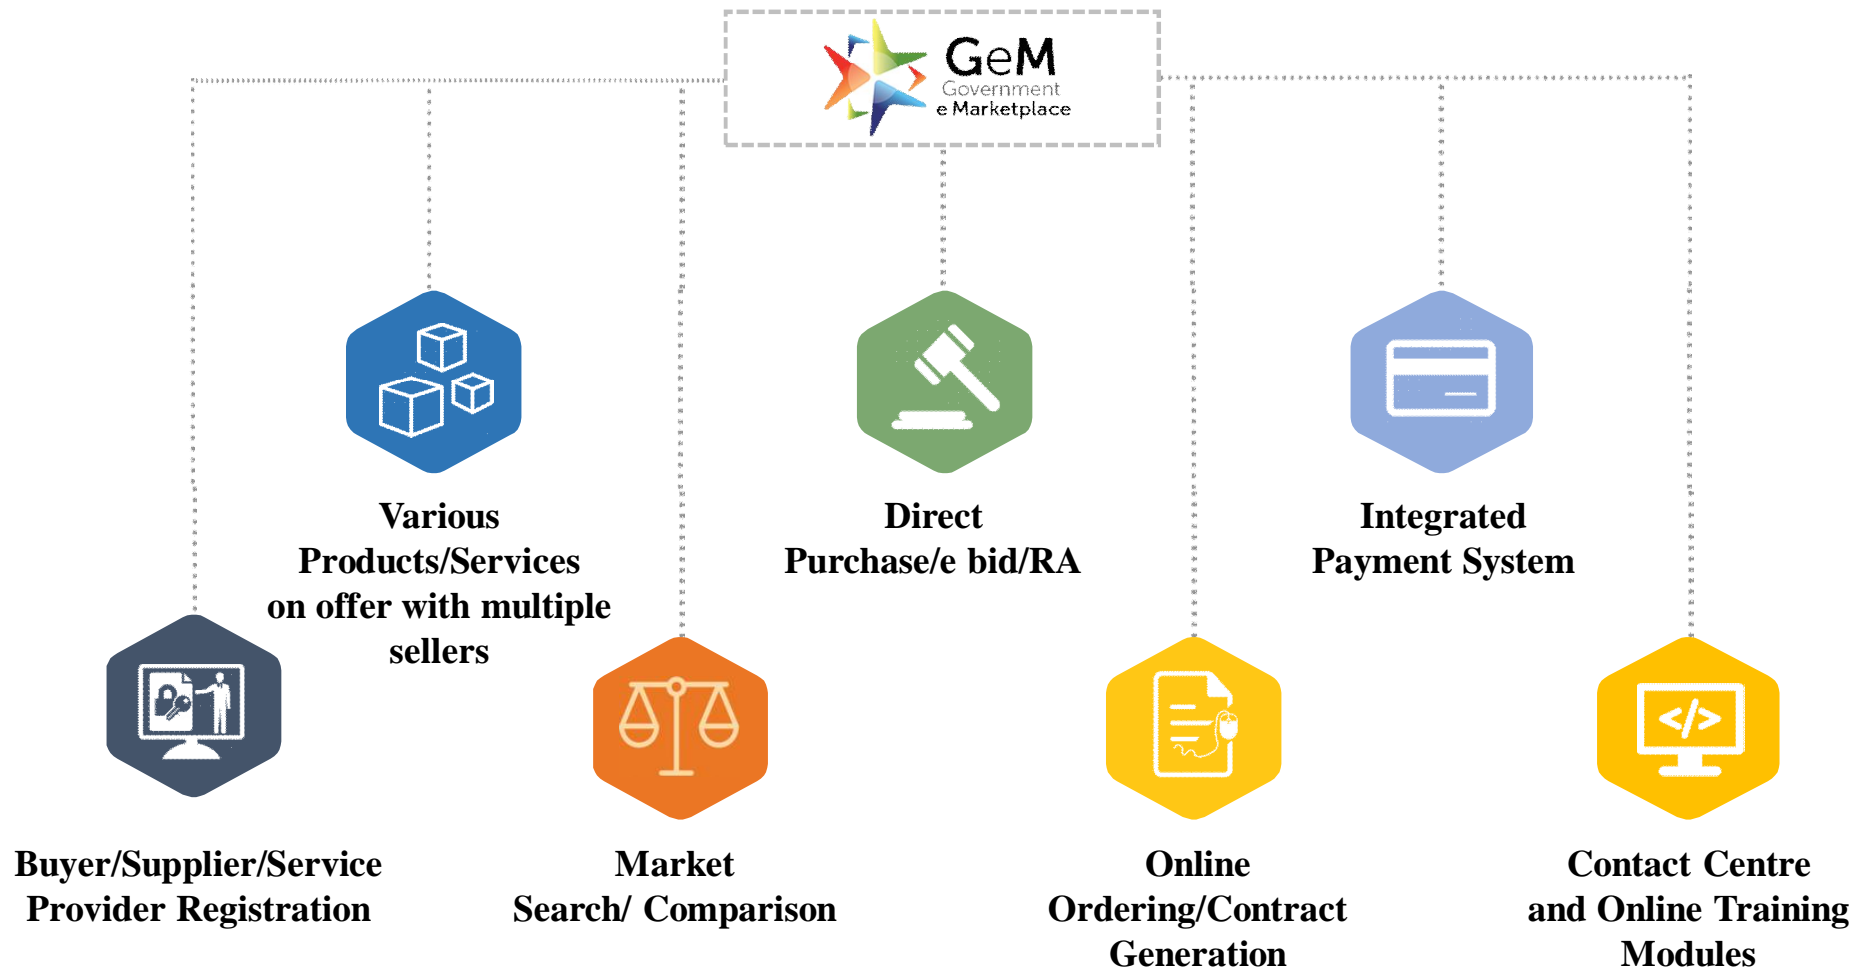 GeM
Government
e Marketplace
Various
Products/Services
on offer with multiple
sellers
Direct
Purchase/e bid/RA
Integrated
Payment System
</>
Buyer/Supplier/Service
Provider Registration
Market
Search/ Comparison
Online
Ordering/Contract
Generation
Contact Centre
and Online Training
Modules